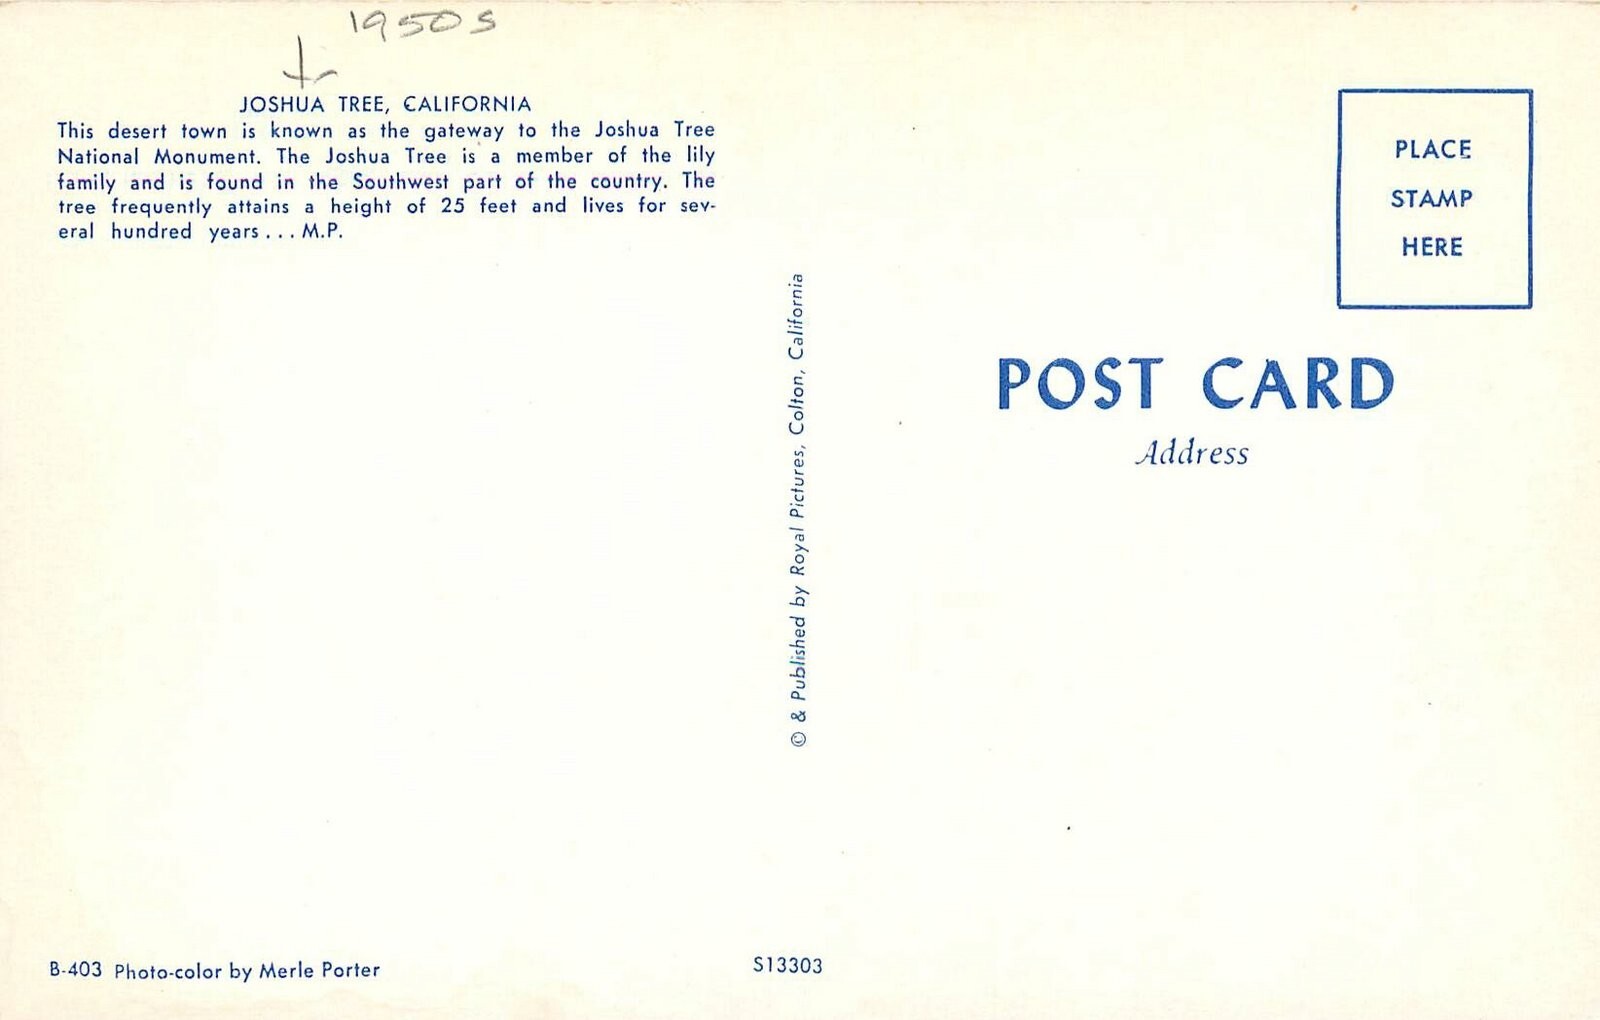 1950s
JOSHUA TREE, CALIFORNIA
This desert town is known as the gateway to the Joshua Tree
National Monument. The Joshua Tree is a member of the lily
family and is found in the Southwest part of the country. The
tree frequently attains a height of 25 feet and lives for sev-
eral hundred years . . . M.P.
© & Published by Royal Pictures, Colton, California
PLACE
STAMP
HERE
POST CARD
Address
B-403 Photo-color by Merle Porter
S13303